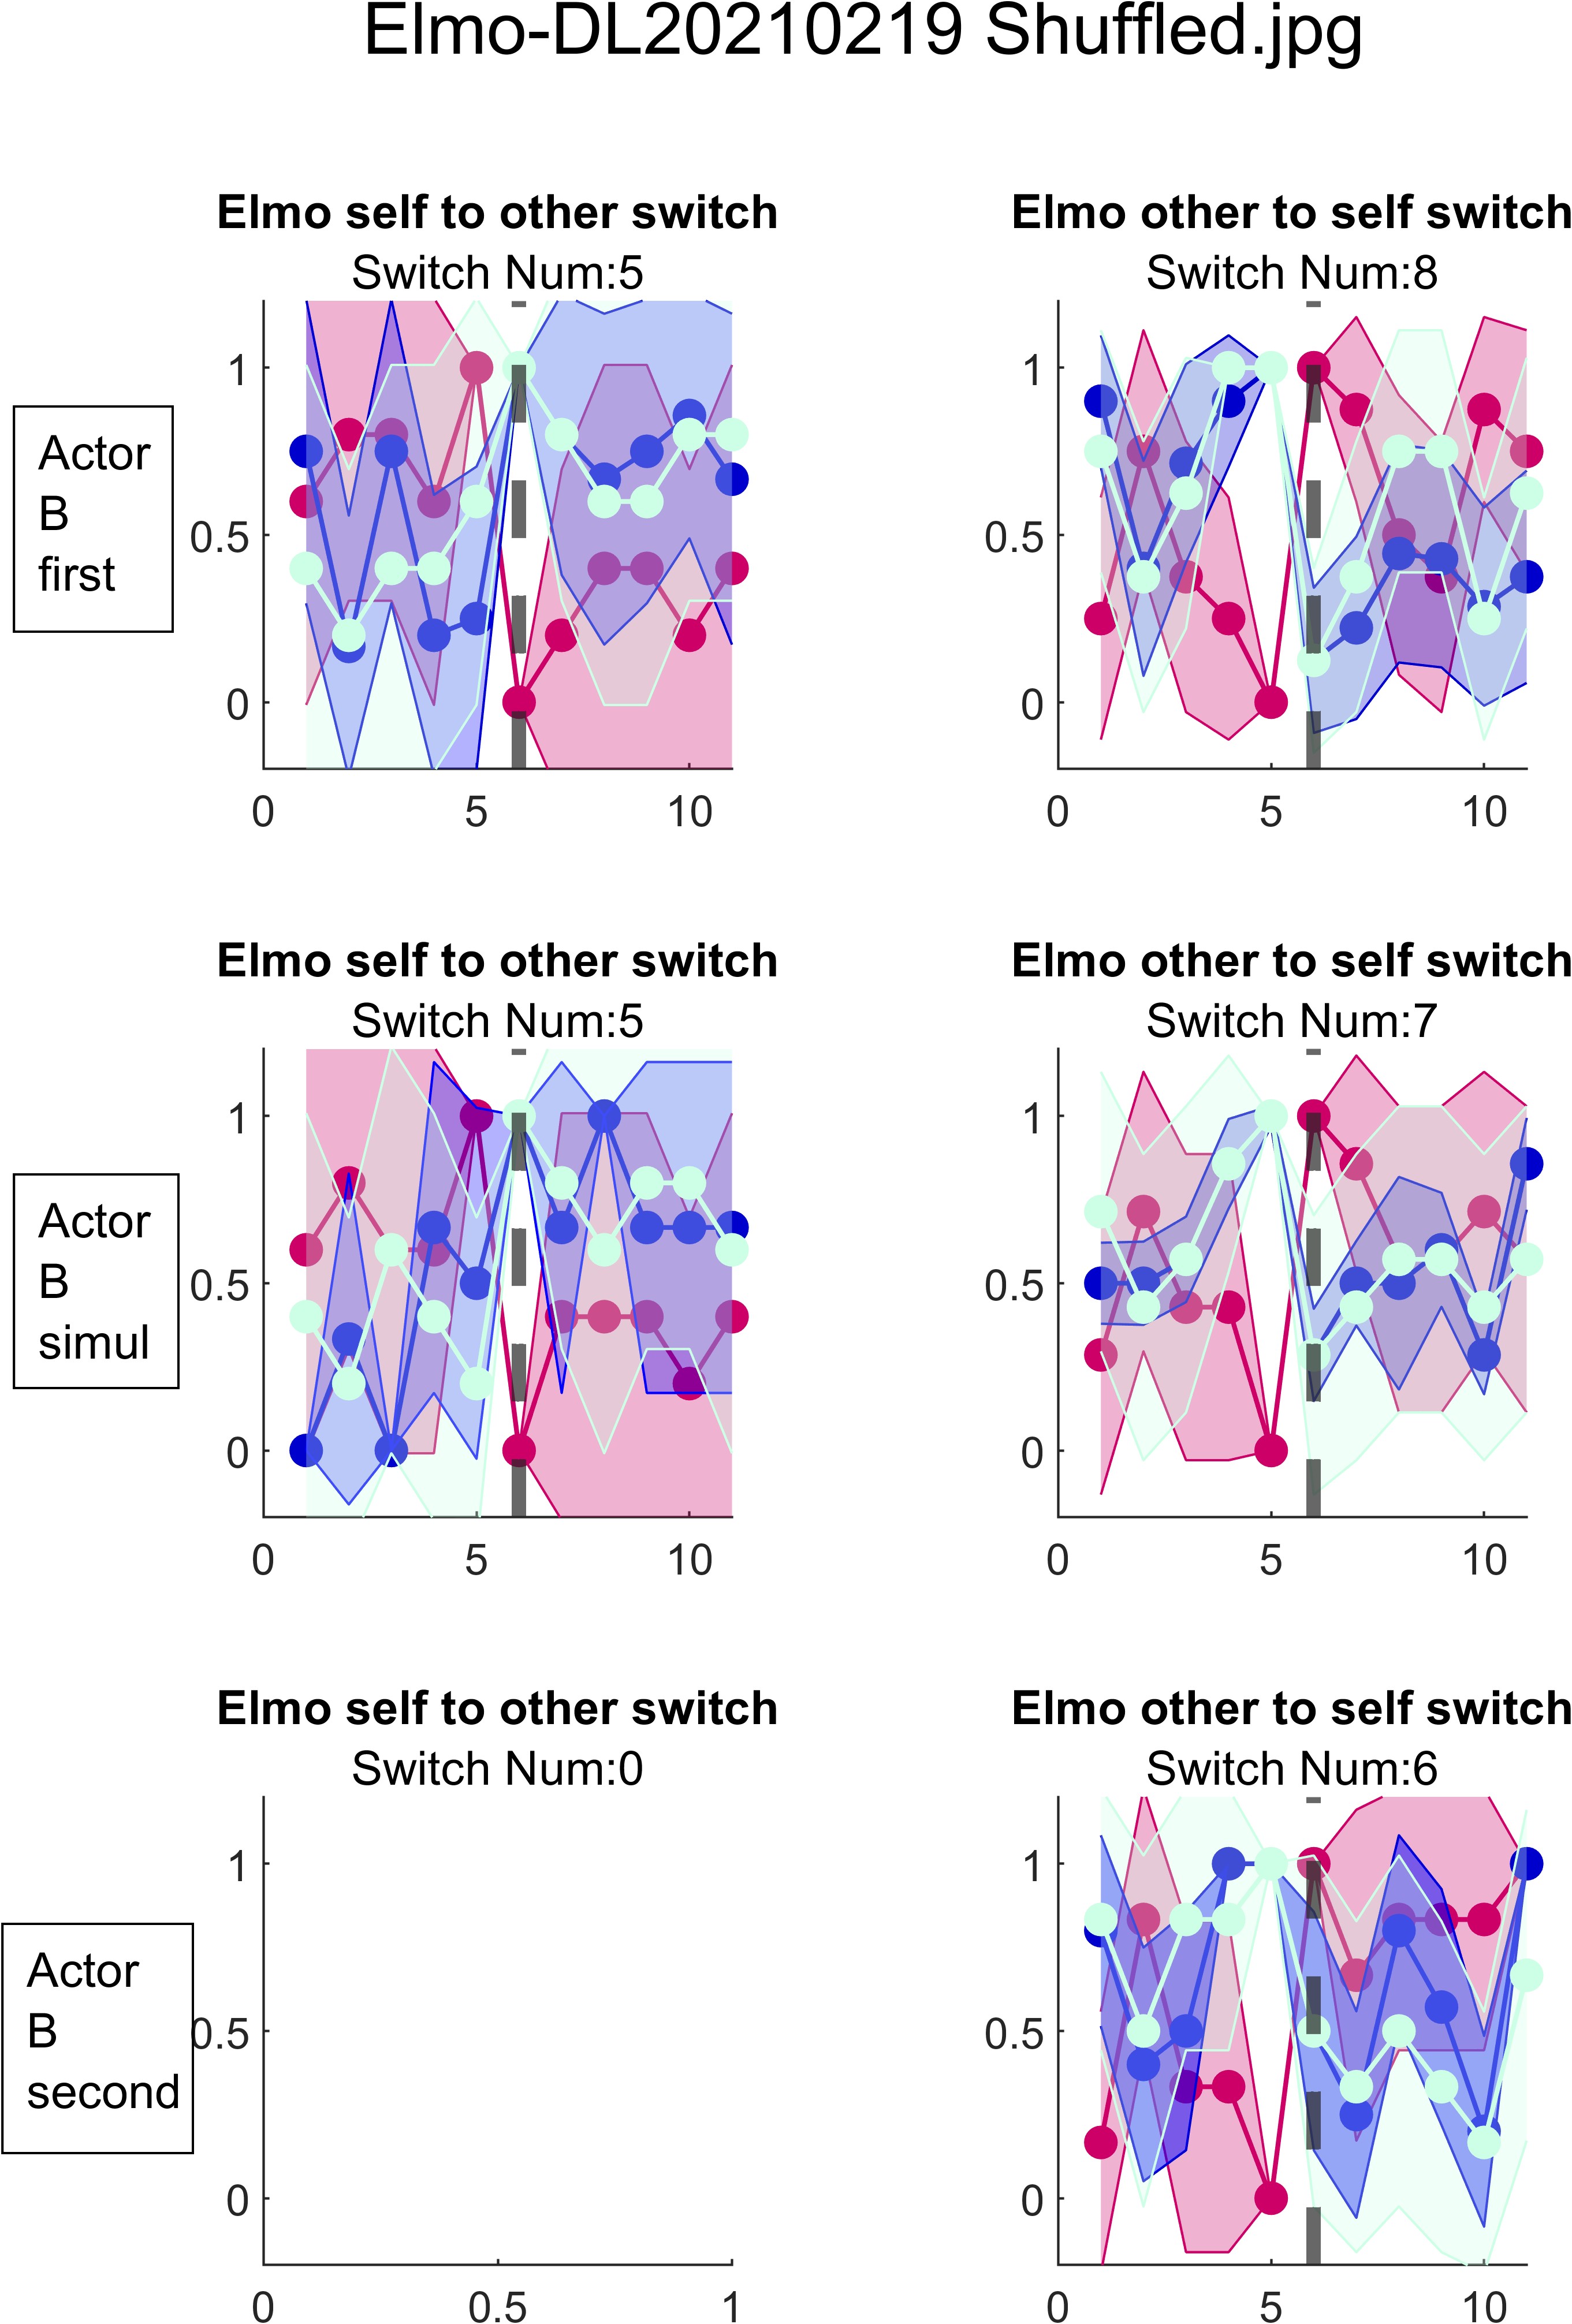 Elmo-DL20210219 Shuffled.jpg
Elmo self to other switch
Switch Num:5
Elmo other to self switch
Switch Num:8
Actor
B
first
1
0.5
0
0
5
10
1
0.5
0
0
5
10
Elmo self to other switch
Switch Num:5
Elmo other to self switch
Switch Num:7
Actor
B
simul
1
0.5
0
0
5
10
1
0.5
0
0
5
10
Elmo self to other switch
Switch Num:0
Elmo other to self switch
Switch Num:6
Actor
B
second
1
0.5
0
0
0.5
1
1
0.5
0
0
5
10